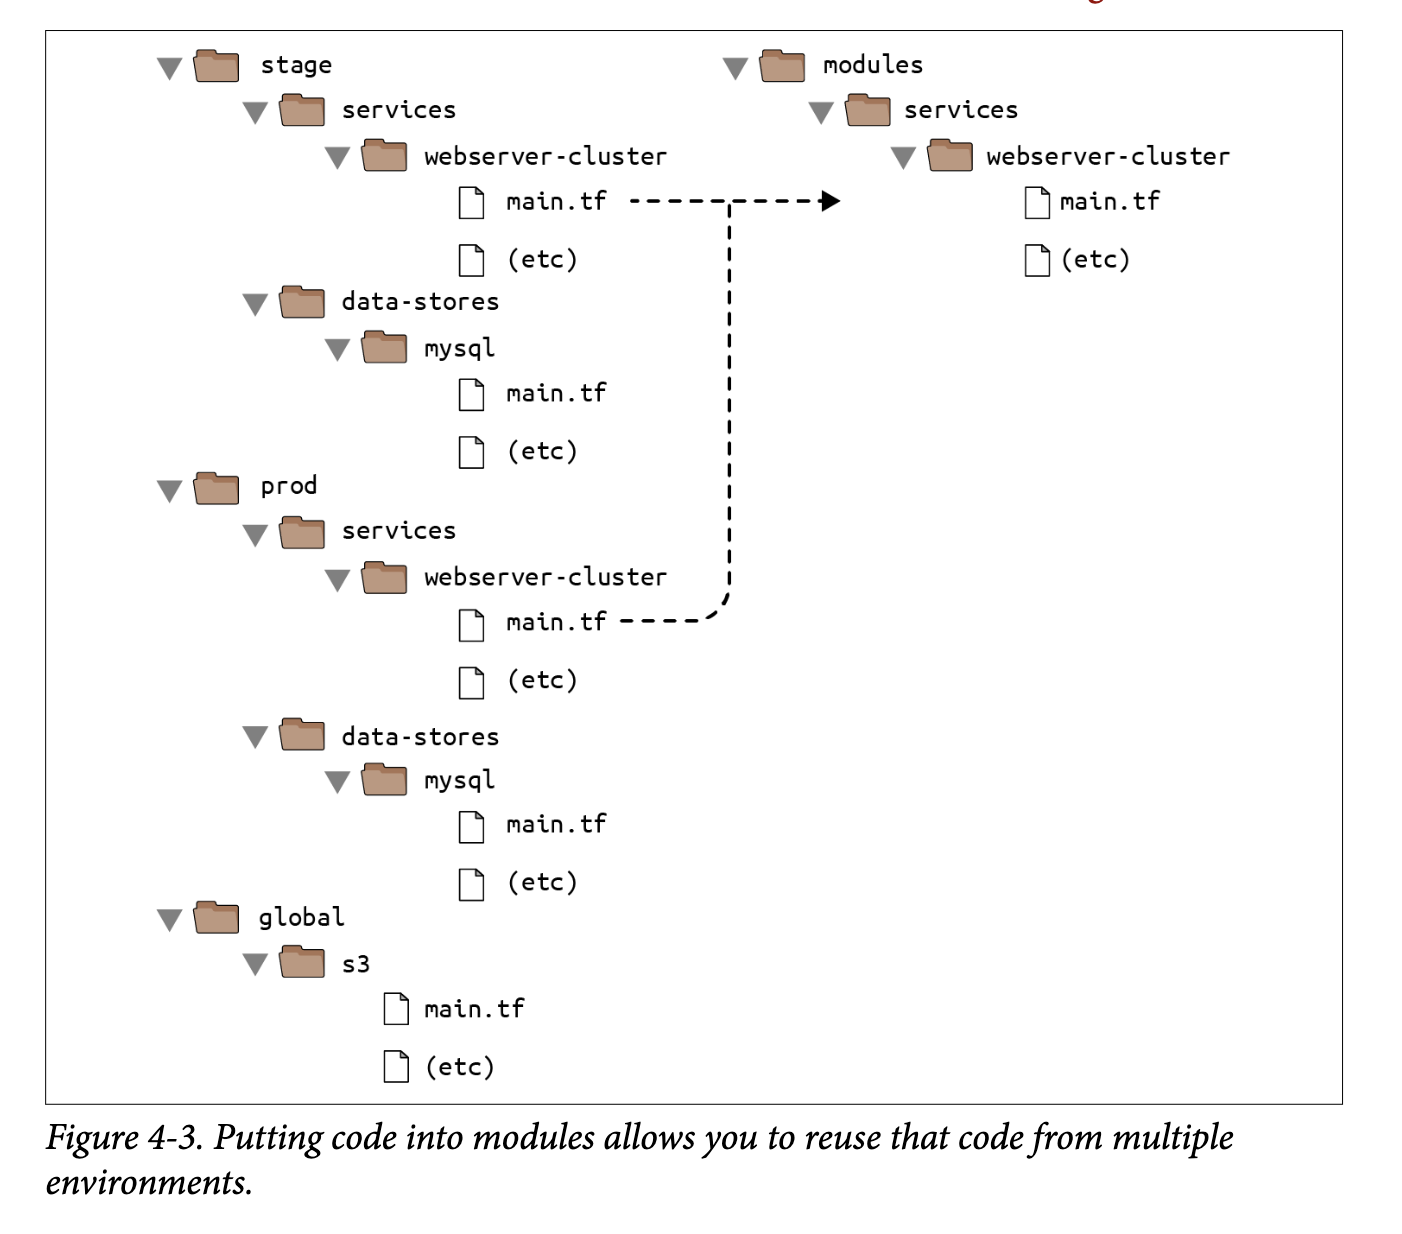 stage
services
webserver-cluster
main.tf
(etc)
data-stores
mysql
main.tf
(etc)
prod
services
webserver-cluster
main.tf
(etc)
data-stores
mysql
main.tf
(etc)
global
s3
main.tf
(etc)
modules
services
webserver-cluster
main.tf
(etc)
Figure 4-3. Putting code into modules allows you to reuse that code from multiple
environments.